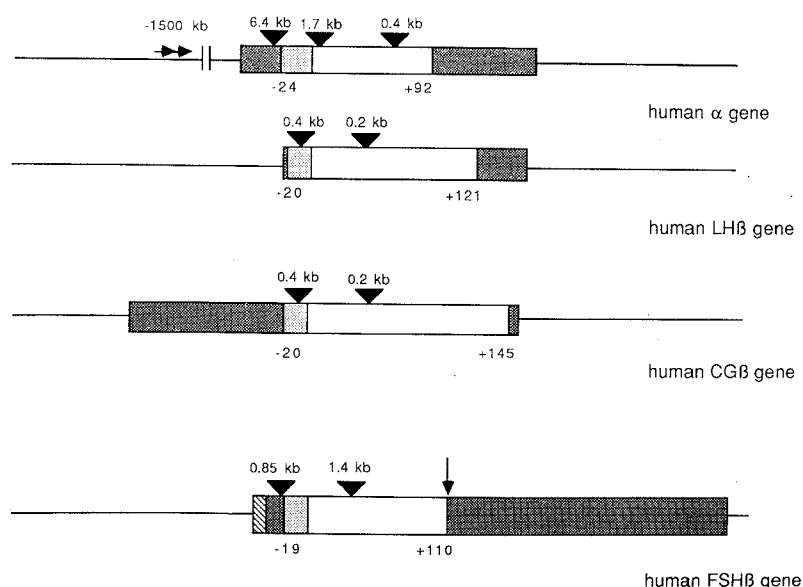 -1500 kb 6.4 kb 1.7 kb 0.4 kb
-24 +92
human α gene
0.4 kb 0.2 kb
-20 +121
human LHß gene
0.4 kb 0.2 kb
-20 +145
human CGß gene
0.85 kb 1.4 kb
-19 +110
human FSHß gene